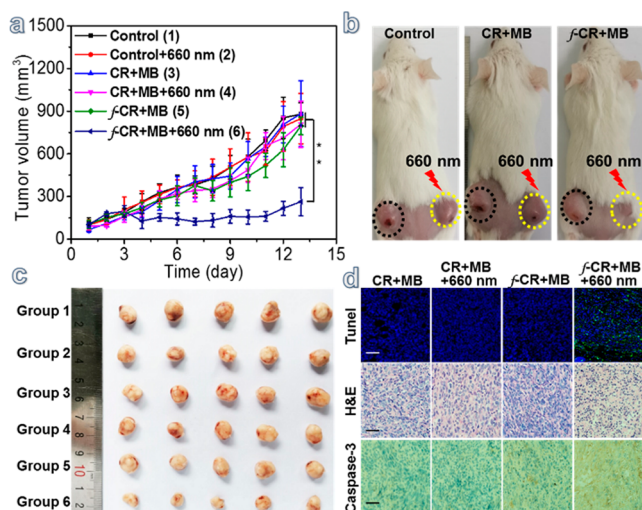 a
Tumor volume (mm³)
1500
1200
900
600
300
0
Control (1)
Control+660 nm (2)
CR+MB (3)
CR+MB+660 nm (4)
f-CR+MB (5)
f-CR+MB+660 nm (6)
*
*
0 3 6 9 12 15
Time (day)
b
Control CR+MB f-CR+MB
660 nm 660 nm 660 nm
c
Group 1
Group 2
Group 3
Group 4
Group 5
Group 6
d
CR+MB CR+MB +660 nm f-CR+MB f-CR+MB +660 nm
Tunel
H&E
Caspase-3